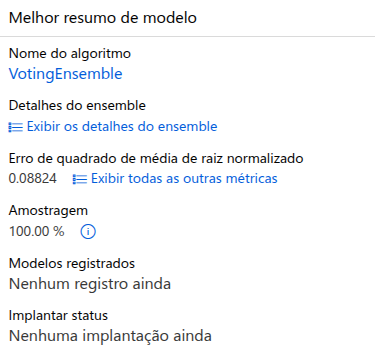 Melhor resumo de modelo
Nome do algoritmo
VotingEnsemble
Detalhes do ensemble
Exibir os detalhes do ensemble
Erro de quadrado de média de raiz normalizado
0.08824 Exibir todas as outras métricas
Amostragem
100.00 %
Modelos registrados
Nenhum registro ainda
Implantar status
Nenhuma implantação ainda